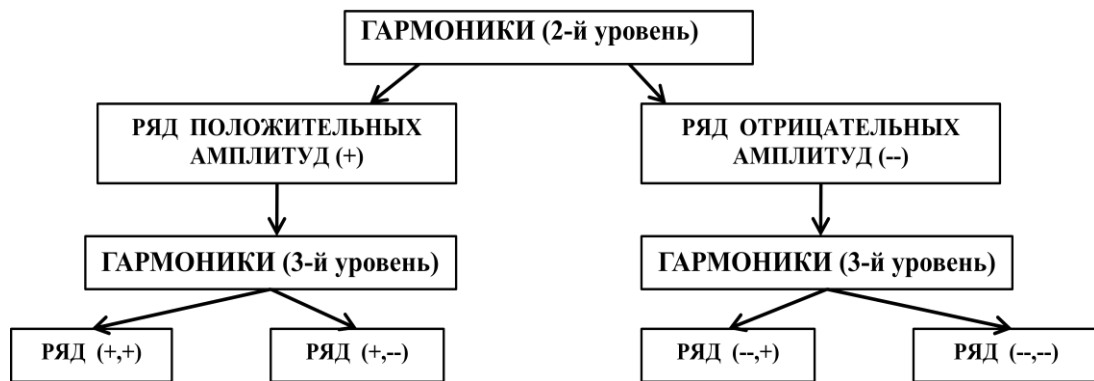 ГАРМОНИКИ (2-й уровень)
РЯД ПОЛОЖИТЕЛЬНЫХ
АМПЛИТУД (+)
РЯД ОТРИЦАТЕЛЬНЫХ
АМПЛИТУД (--)
ГАРМОНИКИ (3-й уровень)
ГАРМОНИКИ (3-й уровень)
РЯД (+,+)
РЯД (+,--)
РЯД (--,+)
РЯД (--,--)